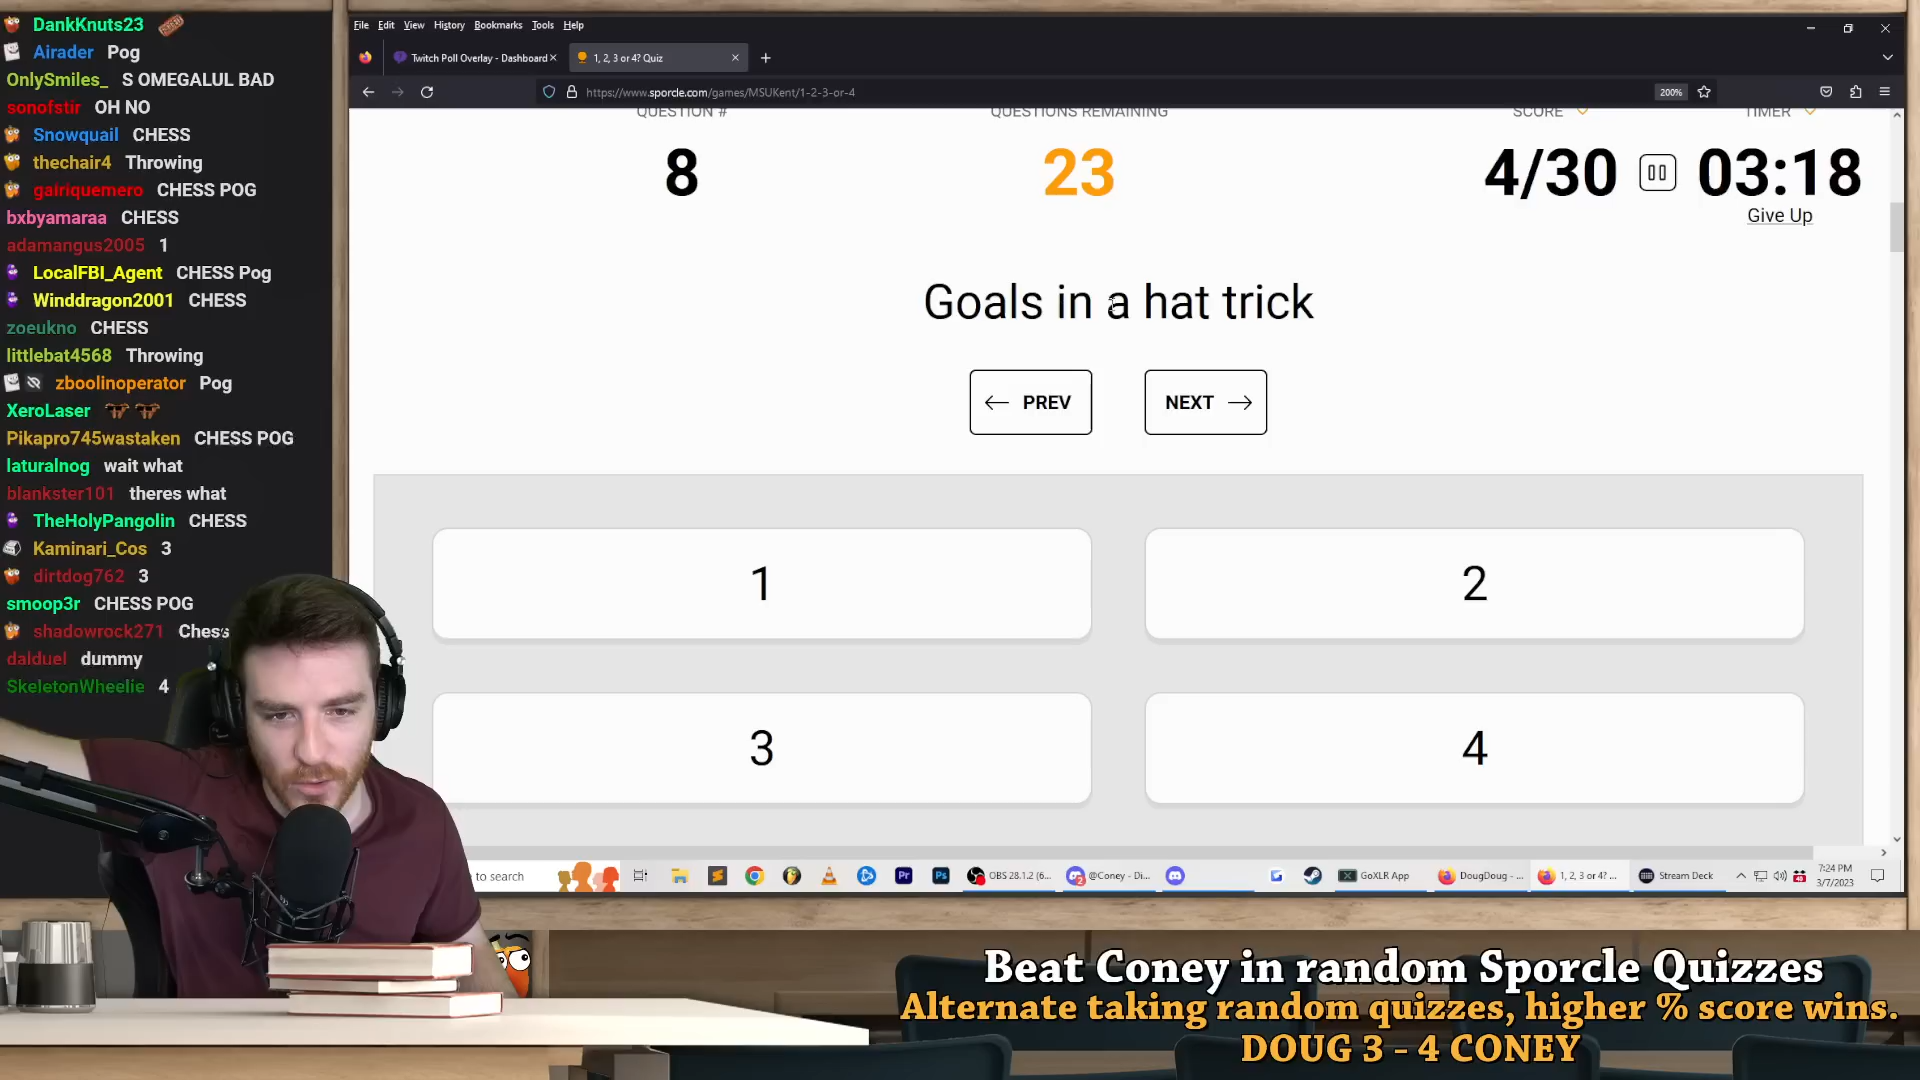 DankKnuts23
Airader Pog
OnlySmiles_ S OMEGALUL BAD
sonofstir OH NO
Snowquail CHESS
thechair4 Throwing
gairiquemero CHESS POG
bxbyamaraa CHESS
adamangus2005 1
LocalFBI_Agent CHESS Pog
Winddragon2001 CHESS
zoeukno CHESS
littlebat4568 Throwing
zboolinoperator Pog
XeroLaser
Pikapro745wastaken CHESS POG
laturalnog wait what
blankster101 theres what
TheHolyPangolin CHESS
Kaminari_Cos 3
dirtdog762 3
smoop3r CHESS POG
shadowrock271 Chess
dalduel dummy
SkeletonWheelie 4
File Edit View History Bookmarks Tools Help
Twitch Poll Overlay - Dashboard
1, 2, 3 or 4? Quiz
https://www.sporcle.com/games/MSUKent/1-2-3-or-4
200%
QUESTION # QUESTIONS REMAINING SCORE TIMER
8 23 4/30 03:18
Give Up
Goals in a hat trick
PREV NEXT
1 2
3 4
to search
Pr Ps OBS 28.1.2 (6... @Coney - Di... GoXLR App DougDoug - ... 1, 2, 3 or 4? ... Stream Deck
7:24 PM
3/7/2023
Beat Coney in random Sporcle Quizzes
Alternate taking random quizzes, higher % score wins.
DOUG 3 - 4 CONEY